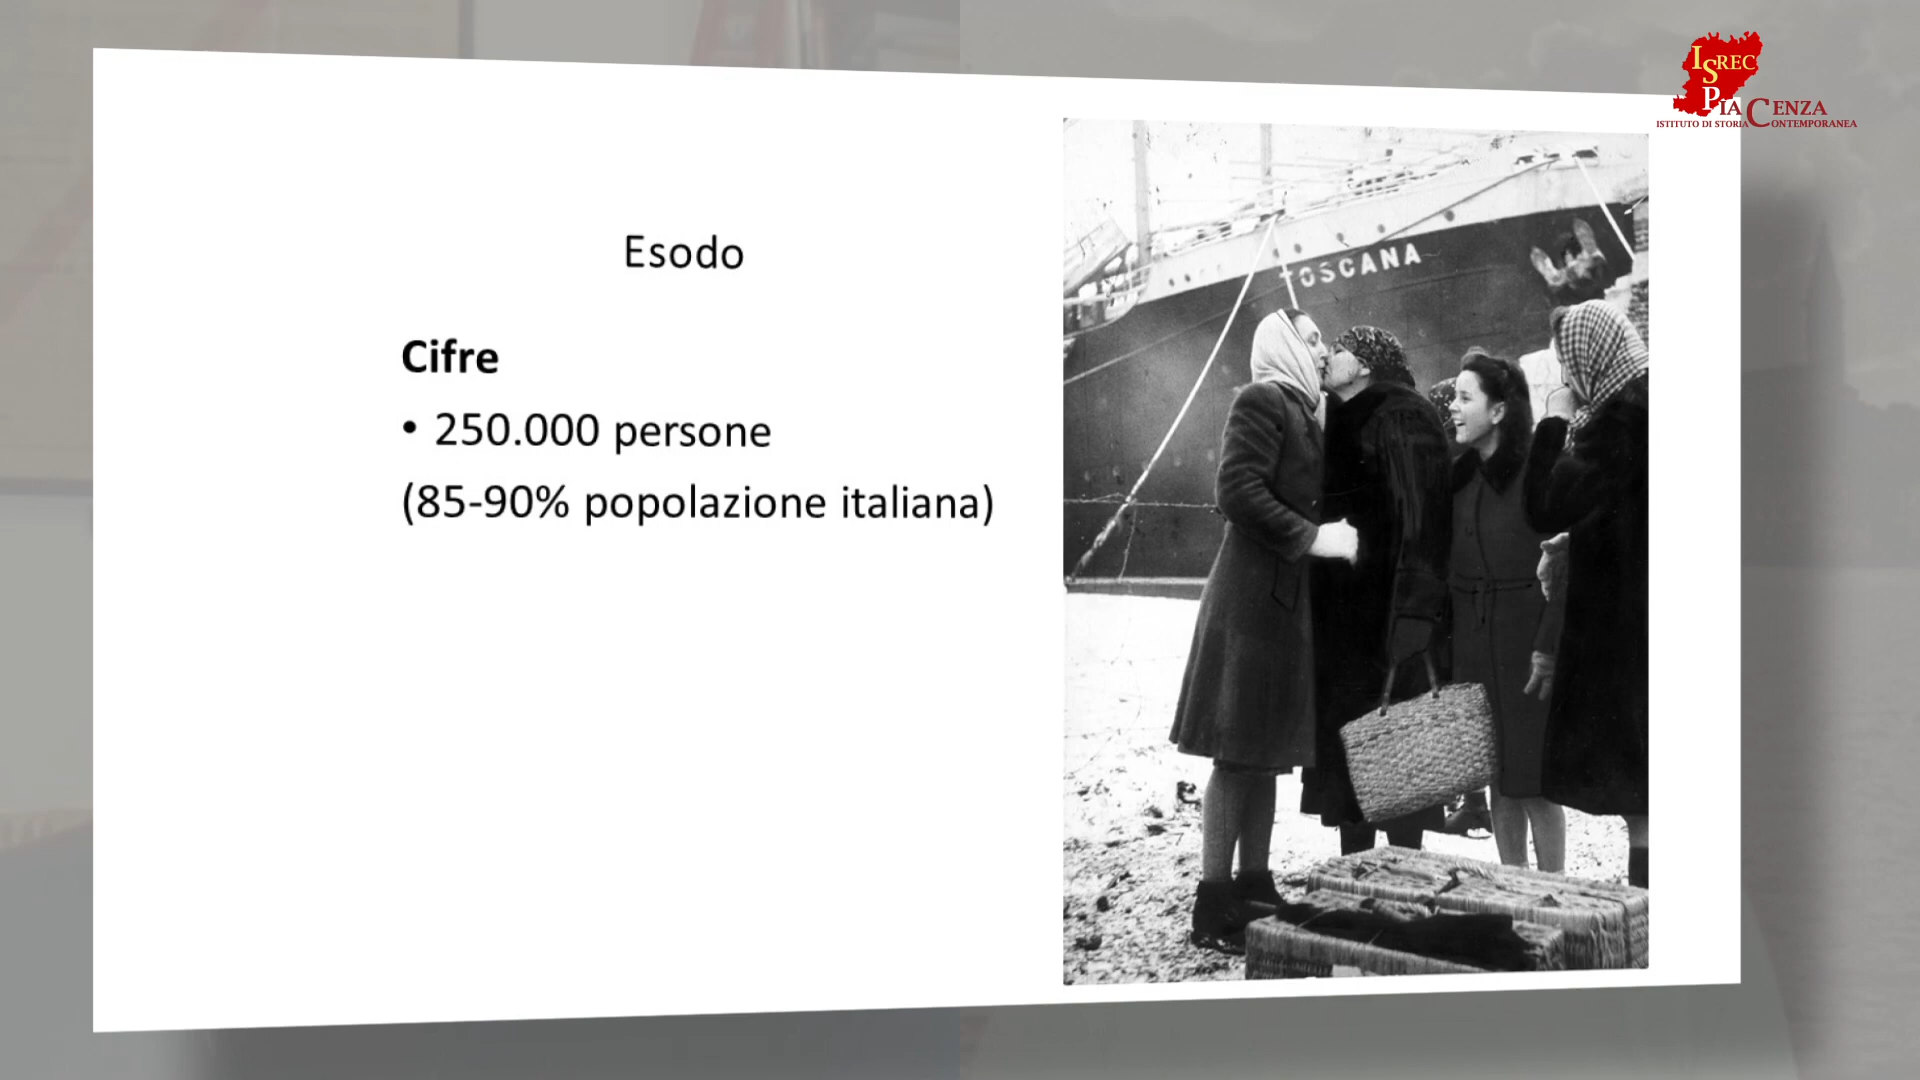 Esodo
Cifre
• 250.000 persone
(85-90% popolazione italiana)
TOSCANA
ISREC
PIACENZA
ISTITUTO DI STORIA CONTEMPORANEA